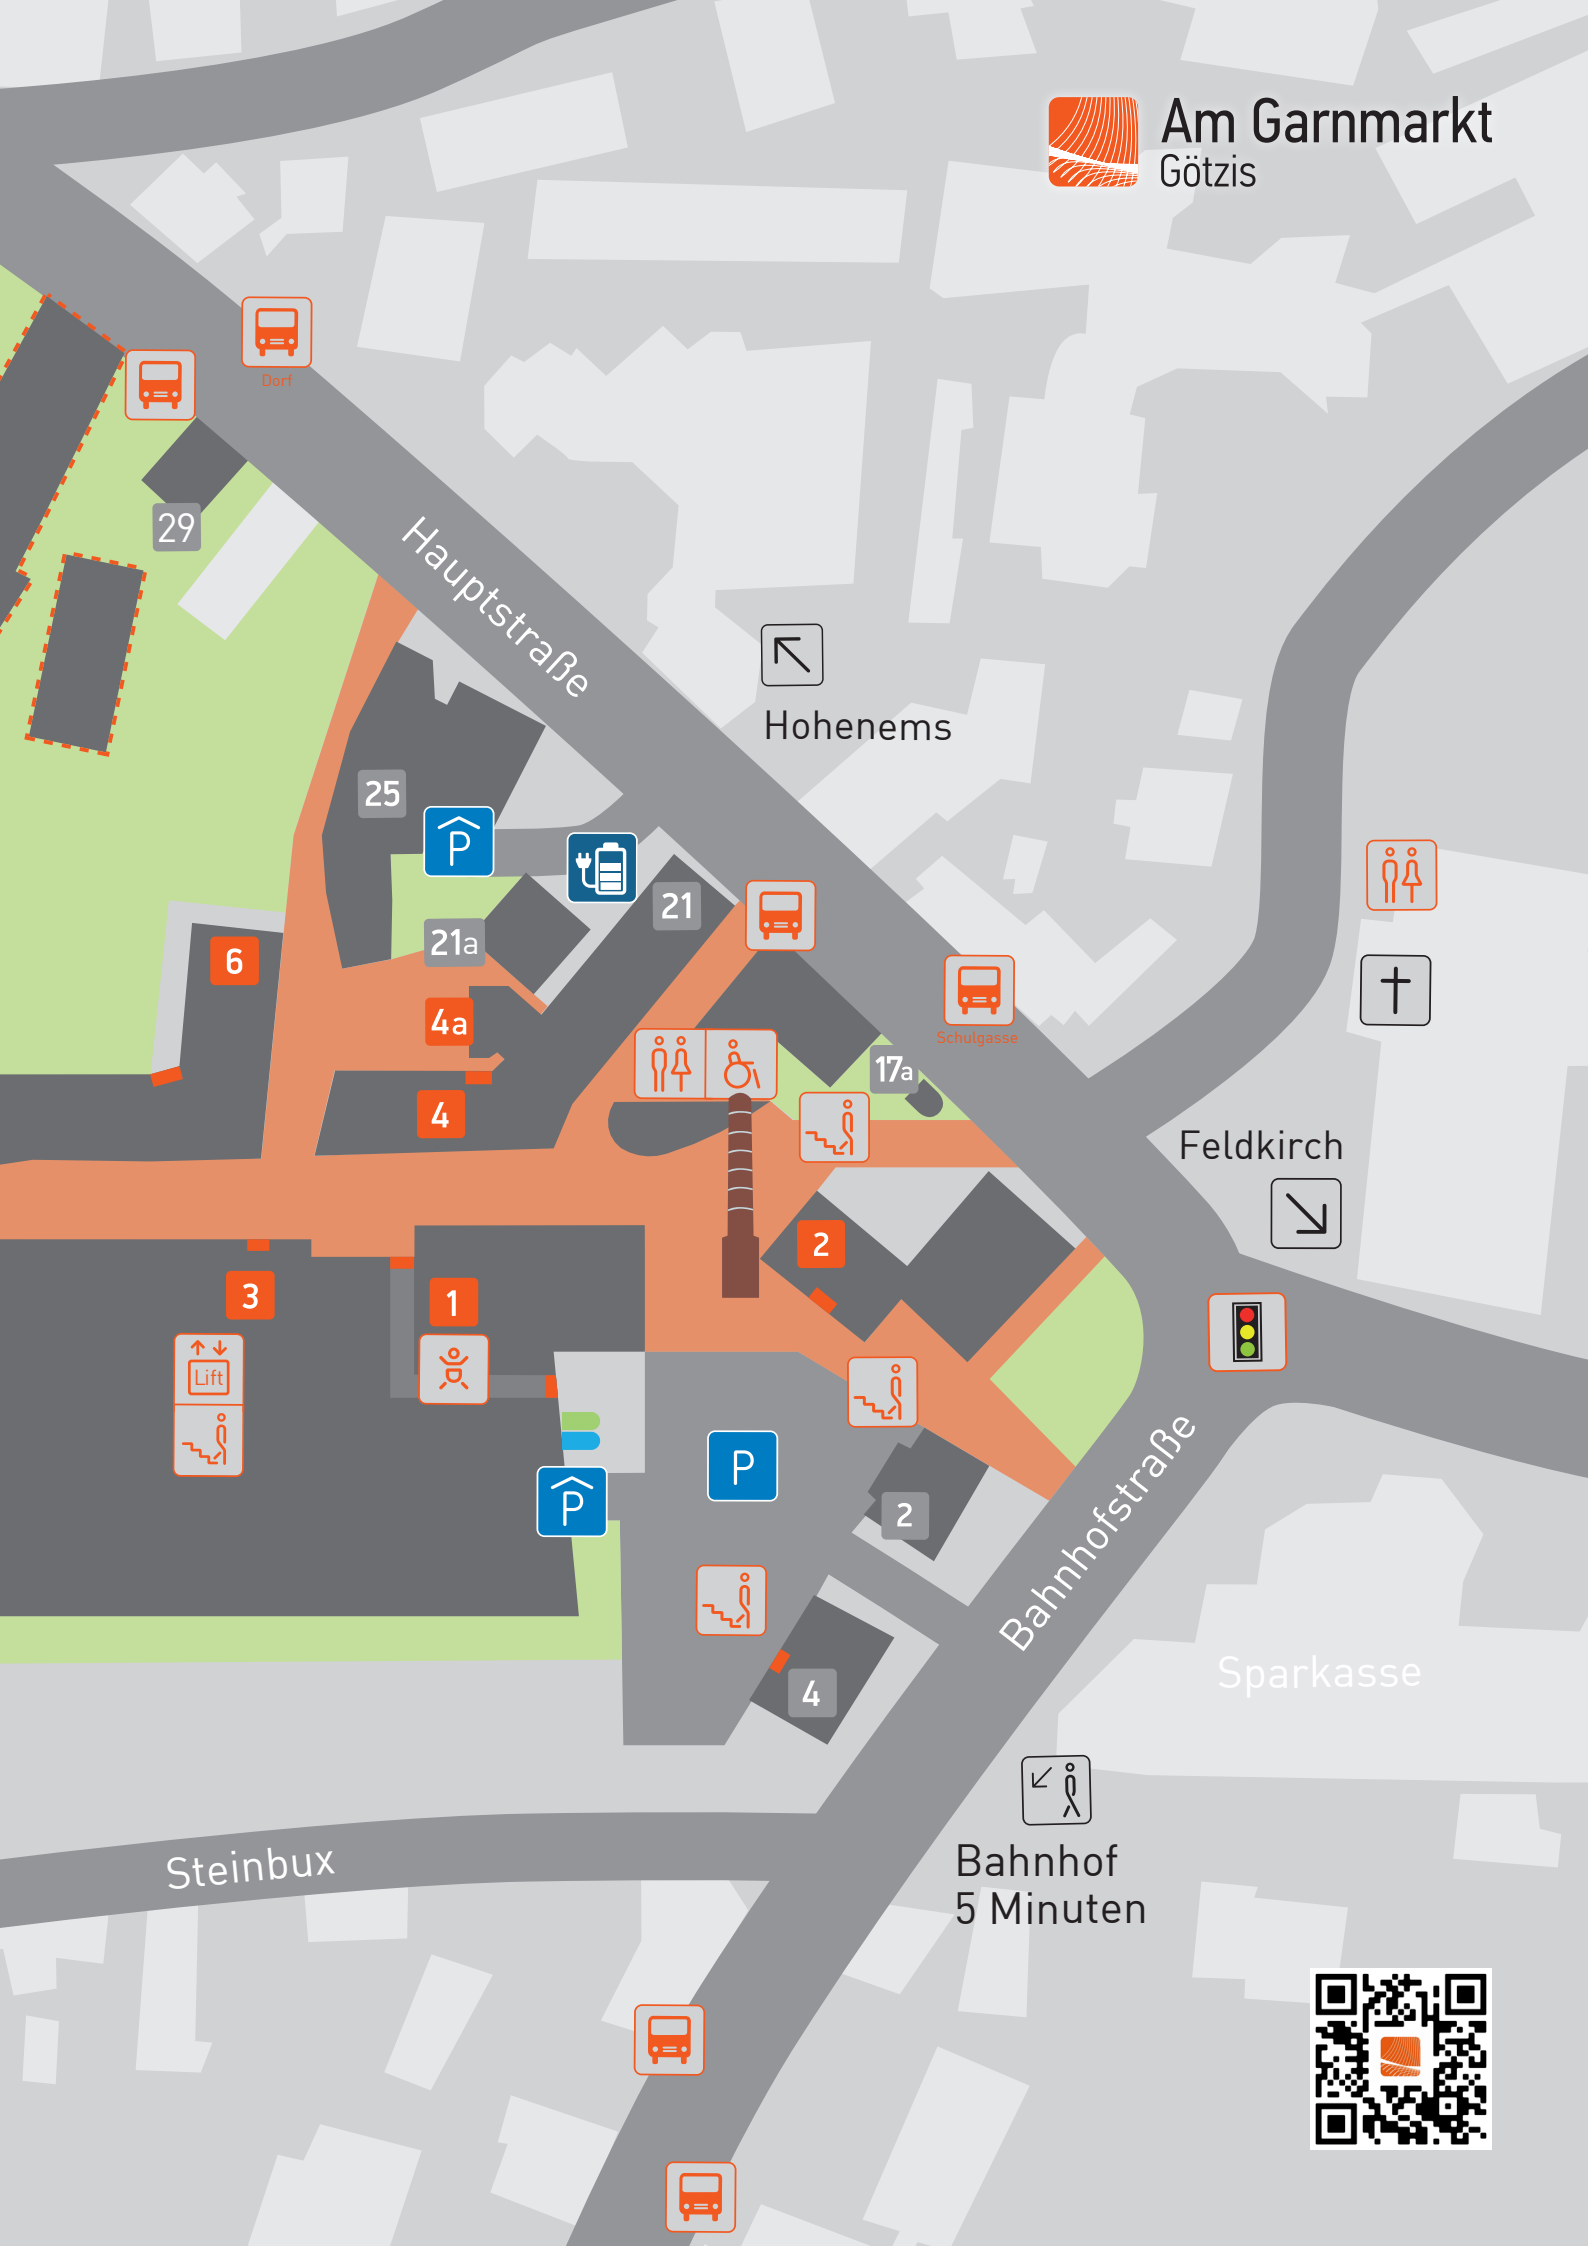 Am Garnmarkt
Götzis
Dorf
29
Hauptstraße
Hohenems
25
P
21
21a
6
4a
Schulgasse
17a
4
Feldkirch
2
3
1
Lift
P
P
2
Bahnhofstraße
Sparkasse
4
Bahnhof
5 Minuten
Steinbux